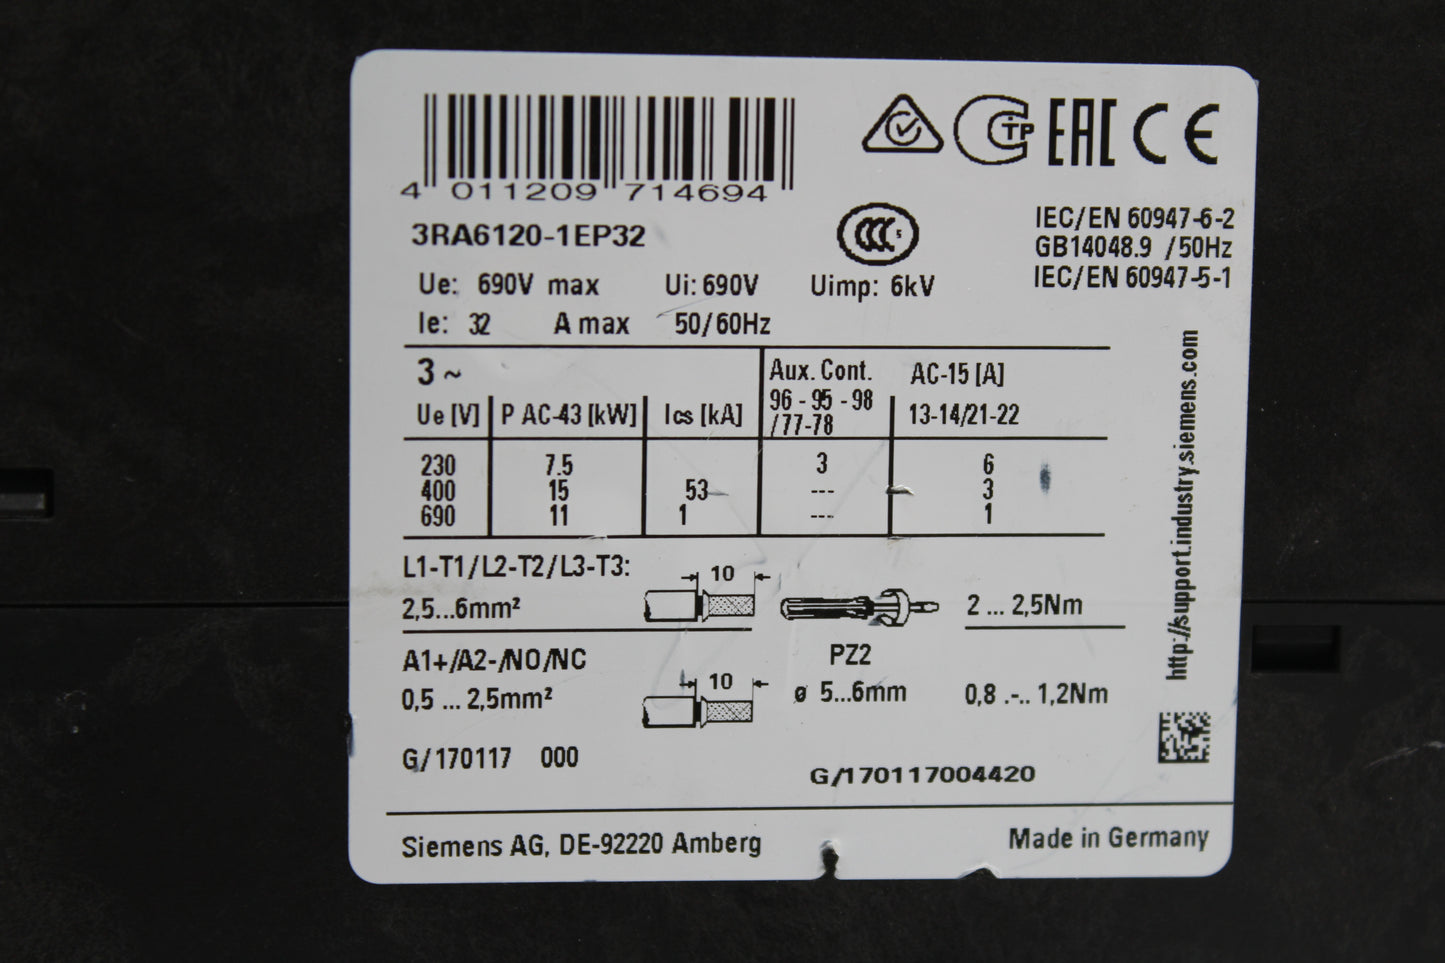 4 011209 714694
TP EAC CE
3RA6120-1EP32
CCC S
IEC/EN 60947-6-2
GB14048.9 /50Hz
IEC/EN 60947-5-1
Ue: 690V max Ui: 690V Uimp: 6kV
Ie: 32 A max 50/60Hz
3 ~
Aux. Cont.
96 - 95 - 98
/77-78
AC-15 [A]
13-14/21-22
Ue [V] P AC-43 [kW] Ics [kA]
230 7.5 3 6
400 15 53 --- 3
690 11 1 --- 1
L1-T1/L2-T2/L3-T3:
2,5...6mm² 10 2 ... 2,5Nm
A1+/A2-/NO/NC PZ2
0,5 ... 2,5mm² 10 ø 5...6mm 0,8 ... 1,2Nm
G/170117 000
G/170117004420
http://support.industry.siemens.com
Siemens AG, DE-92220 Amberg Made in Germany